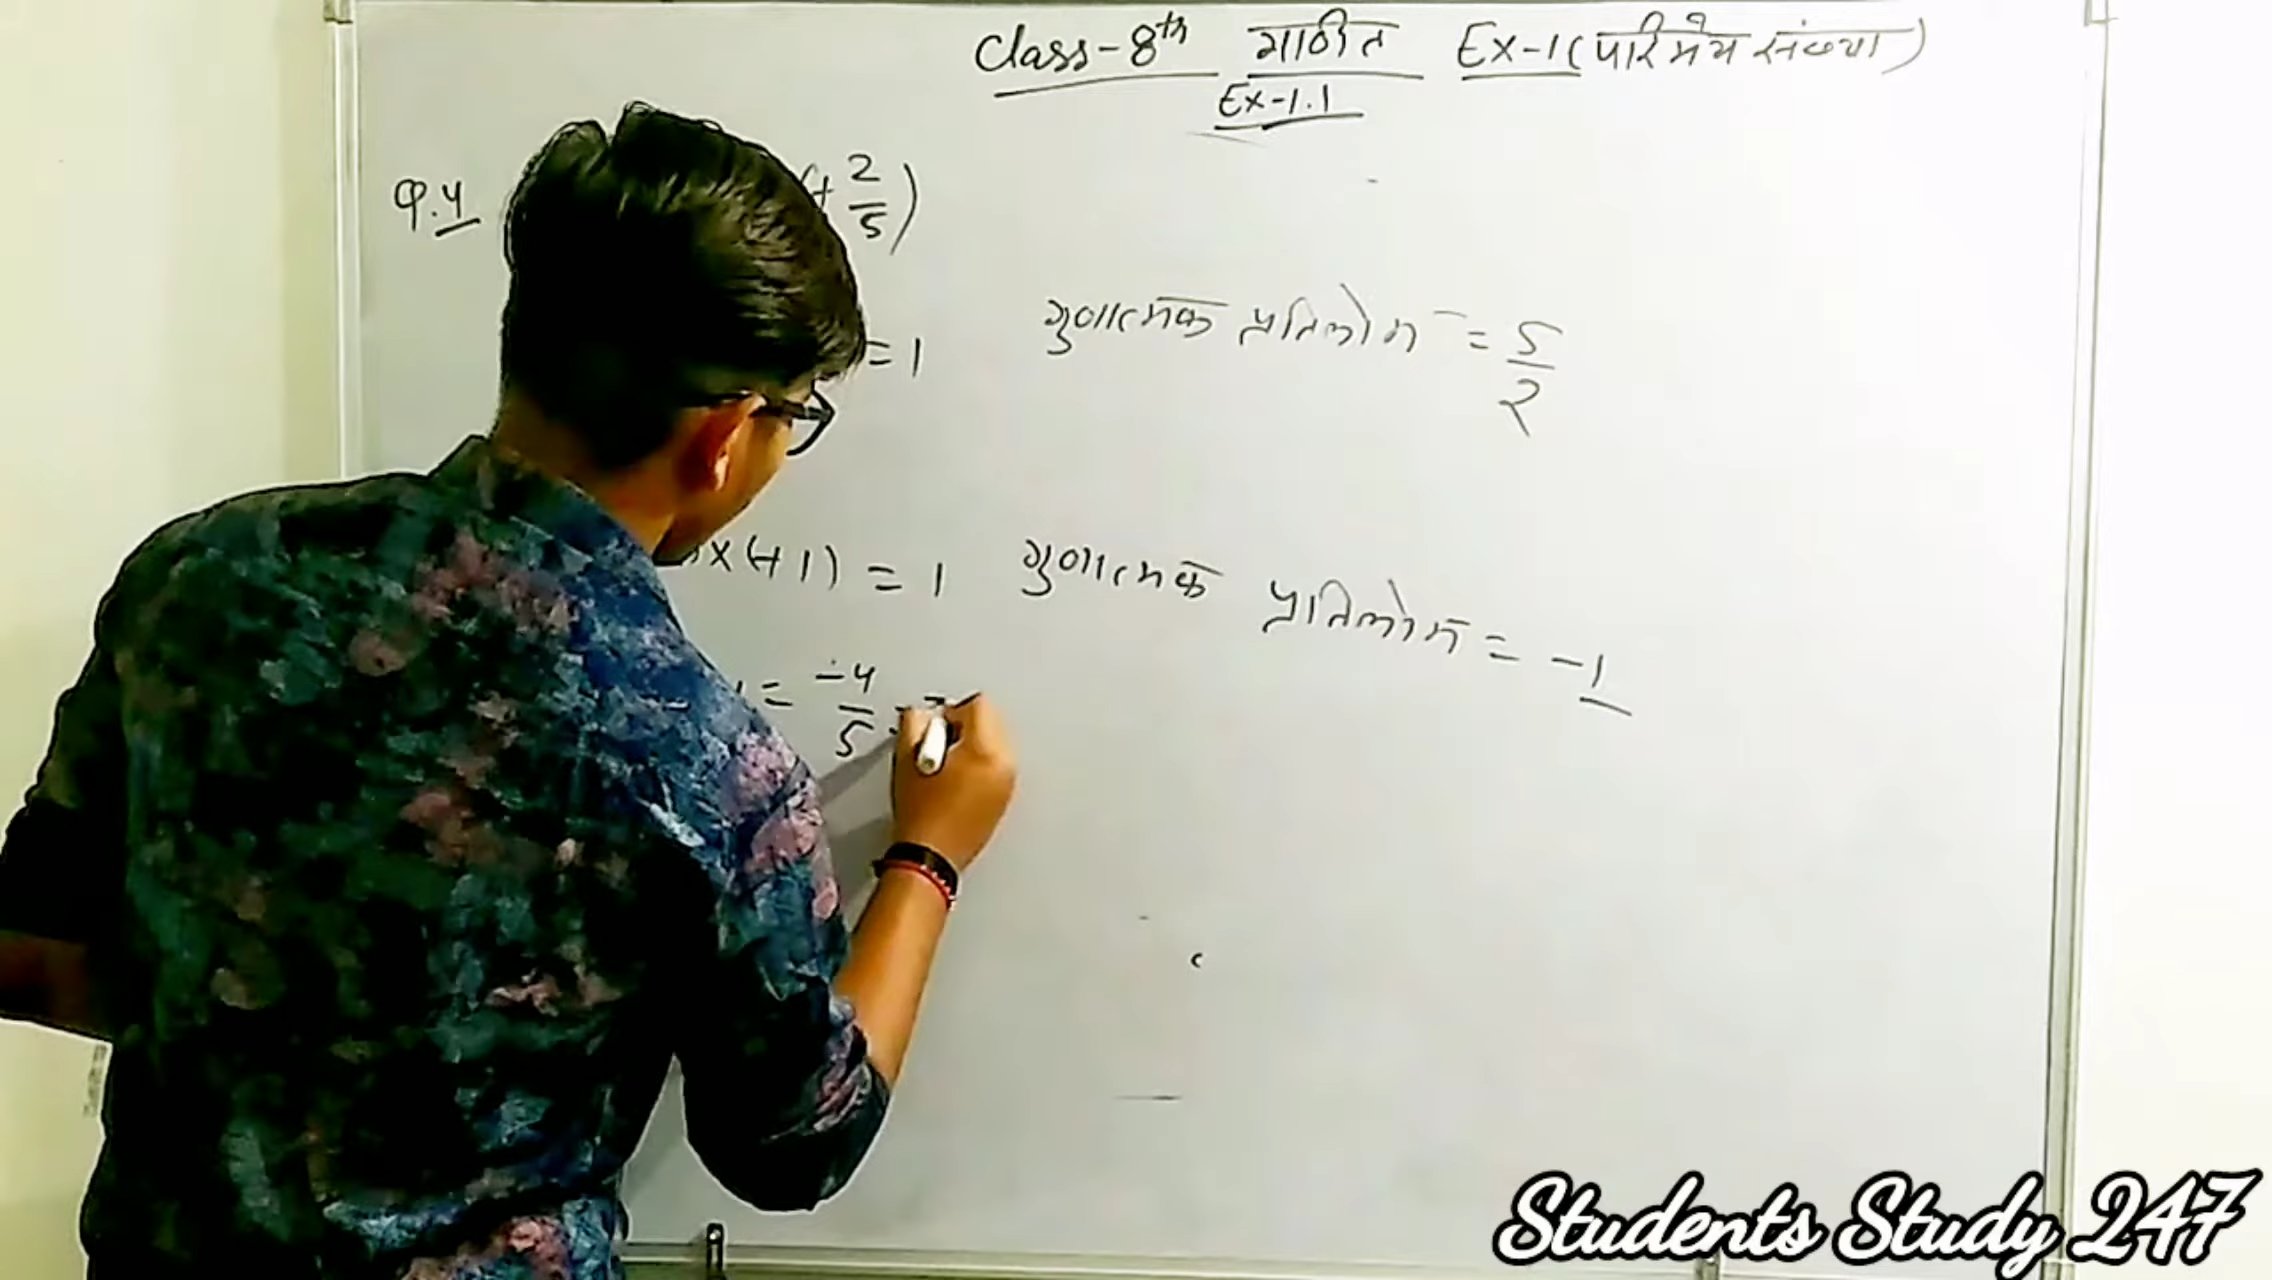 Class-8th गणित Ex-1(परिमेय संख्या)
Ex-1.1
Q.4
(+ 2/5)
=1 गुणात्मक प्रतिलोम = 5/2
x(+1) = 1 गुणात्मक प्रतिलोम = -1
= -4/5
Students Study 247